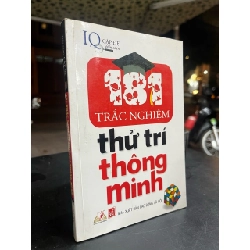 IQ
181
TRẮC NGHIỆM
thử trí
thông
minh